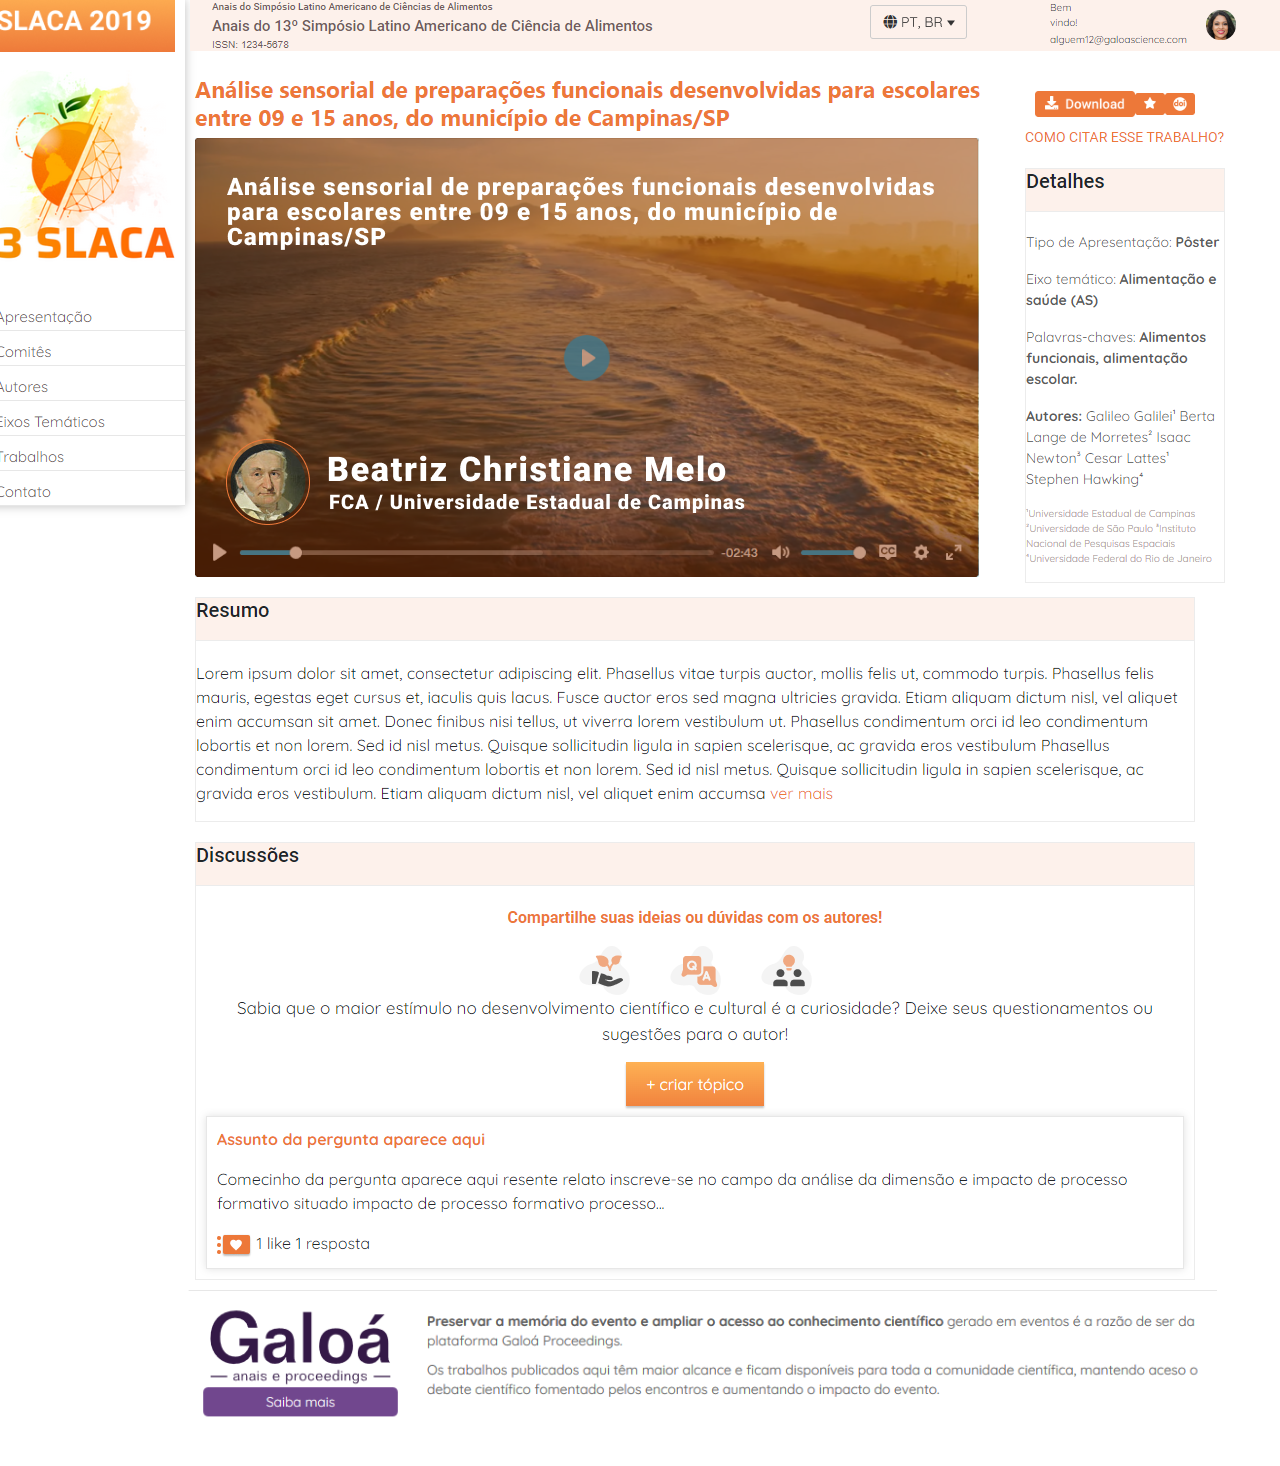 SLACA 2019
3 SLACA
Apresentação
Comitês
Autores
Eixos Temáticos
Trabalhos
Contato
Anais do Simpósio Latino Americano de Ciências de Alimentos
Anais do 13º Simpósio Latino Americano de Ciência de Alimentos
ISSN: 1234-5678
PT, BR
Bem
vindo!
alguem12@galoascience.com
Análise sensorial de preparações funcionais desenvolvidas para escolares
entre 09 e 15 anos, do município de Campinas/SP
Análise sensorial de preparações funcionais desenvolvidas
para escolares entre 09 e 15 anos, do município de
Campinas/SP
Beatriz Christiane Melo
FCA / Universidade Estadual de Campinas
-02:43
CC
Download
doi
COMO CITAR ESSE TRABALHO?
Detalhes
Tipo de Apresentação: Pôster
Eixo temático: Alimentação e
saúde (AS)
Palavras-chaves: Alimentos
funcionais, alimentação
escolar.
Autores: Galileo Galilei¹ Berta
Lange de Morretes² Isaac
Newton³ Cesar Lattes¹
Stephen Hawking⁴
¹Universidade Estadual de Campinas
²Universidade de São Paulo ³Instituto
Nacional de Pesquisas Espaciais
⁴Universidade Federal do Rio de Janeiro
Resumo
Lorem ipsum dolor sit amet, consectetur adipiscing elit. Phasellus vitae turpis auctor, mollis felis ut, commodo turpis. Phasellus felis
mauris, egestas eget cursus et, iaculis quis lacus. Fusce auctor eros sed magna ultricies gravida. Etiam aliquam dictum nisl, vel aliquet
enim accumsan sit amet. Donec finibus nisi tellus, ut viverra lorem vestibulum ut. Phasellus condimentum orci id leo condimentum
lobortis et non lorem. Sed id nisl metus. Quisque sollicitudin ligula in sapien scelerisque, ac gravida eros vestibulum Phasellus
condimentum orci id leo condimentum lobortis et non lorem. Sed id nisl metus. Quisque sollicitudin ligula in sapien scelerisque, ac
gravida eros vestibulum. Etiam aliquam dictum nisl, vel aliquet enim accumsa ver mais
Discussões
Compartilhe suas ideias ou dúvidas com os autores!
Q A
Sabia que o maior estímulo no desenvolvimento científico e cultural é a curiosidade? Deixe seus questionamentos ou
sugestões para o autor!
+ criar tópico
Assunto da pergunta aparece aqui
Comecinho da pergunta aparece aqui resente relato inscreve-se no campo da análise da dimensão e impacto de processo
formativo situado impacto de processo formativo processo...
1 like 1 resposta
Galoá
anais e proceedings
Saiba mais
Preservar a memória do evento e ampliar o acesso ao conhecimento científico gerado em eventos é a razão de ser da
plataforma Galoá Proceedings.
Os trabalhos publicados aqui têm maior alcance e ficam disponíveis para toda a comunidade científica, mantendo aceso o
debate científico fomentado pelos encontros e aumentando o impacto do evento.